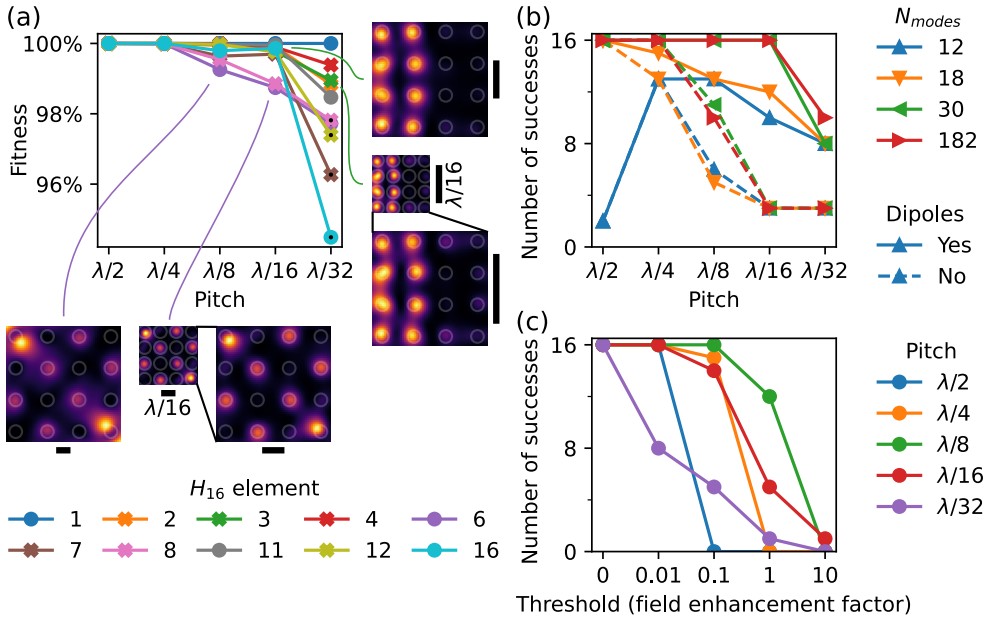 (a)
100%
98%
96%
Fitness
λ/2 λ/4 λ/8 λ/16 λ/32
Pitch
λ/16
λ/16
H16 element
1 2 3 4 6
7 8 11 12 16
(b)
16
8
0
Number of successes
λ/2 λ/4 λ/8 λ/16 λ/32
Pitch
Nmodes
12
18
30
182
Dipoles
Yes
No
(c)
16
8
0
Number of successes
0 0.01 0.1 1 10
Threshold (field enhancement factor)
Pitch
λ/2
λ/4
λ/8
λ/16
λ/32